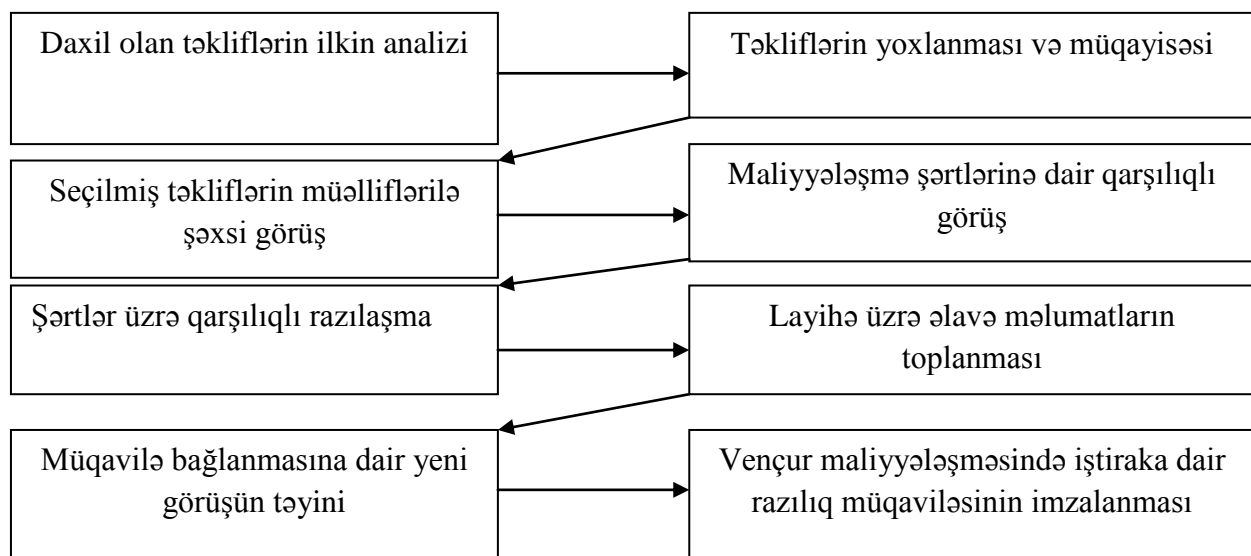 Daxil olan təkliflərin ilkin analizi
Təkliflərin yoxlanması və müqayisəsi
Seçilmiş təkliflərin müəlliflərilə
şəxsi görüş
Maliyyələşmə şərtlərinə dair qarşılıqlı
görüş
Şərtlər üzrə qarşılıqlı razılaşma
Layihə üzrə əlavə məlumatların
toplanması
Müqavilə bağlanmasına dair yeni
görüşün təyini
Vençur maliyyələşməsində iştiraka dair
razılıq müqaviləsinin imzalanması